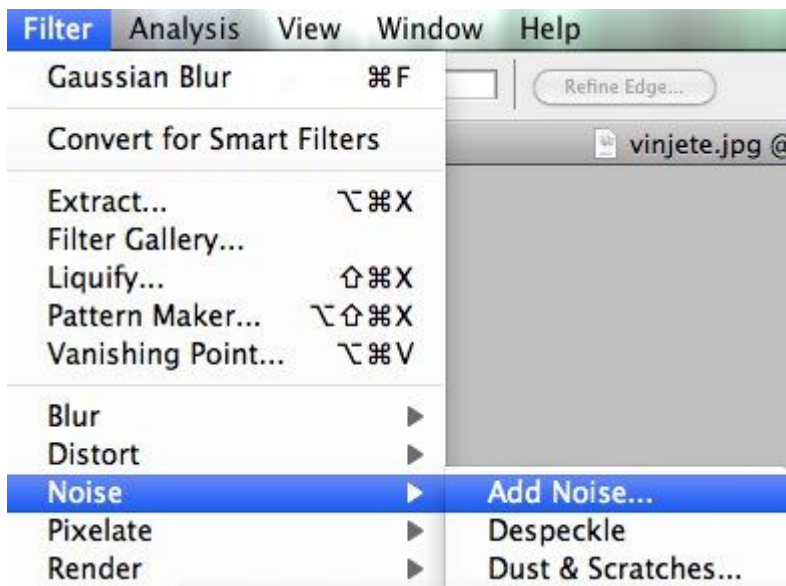 Filter Analysis View Window Help
Gaussian Blur ⌘F
Refine Edge...
Convert for Smart Filters
vinjete.jpg @
Extract... ⌥⌘X
Filter Gallery...
Liquify... ⇧⌘X
Pattern Maker... ⌥⇧⌘X
Vanishing Point... ⌥⌘V
Blur
Distort
Noise
Add Noise...
Pixelate
Despeckle
Render
Dust & Scratches...